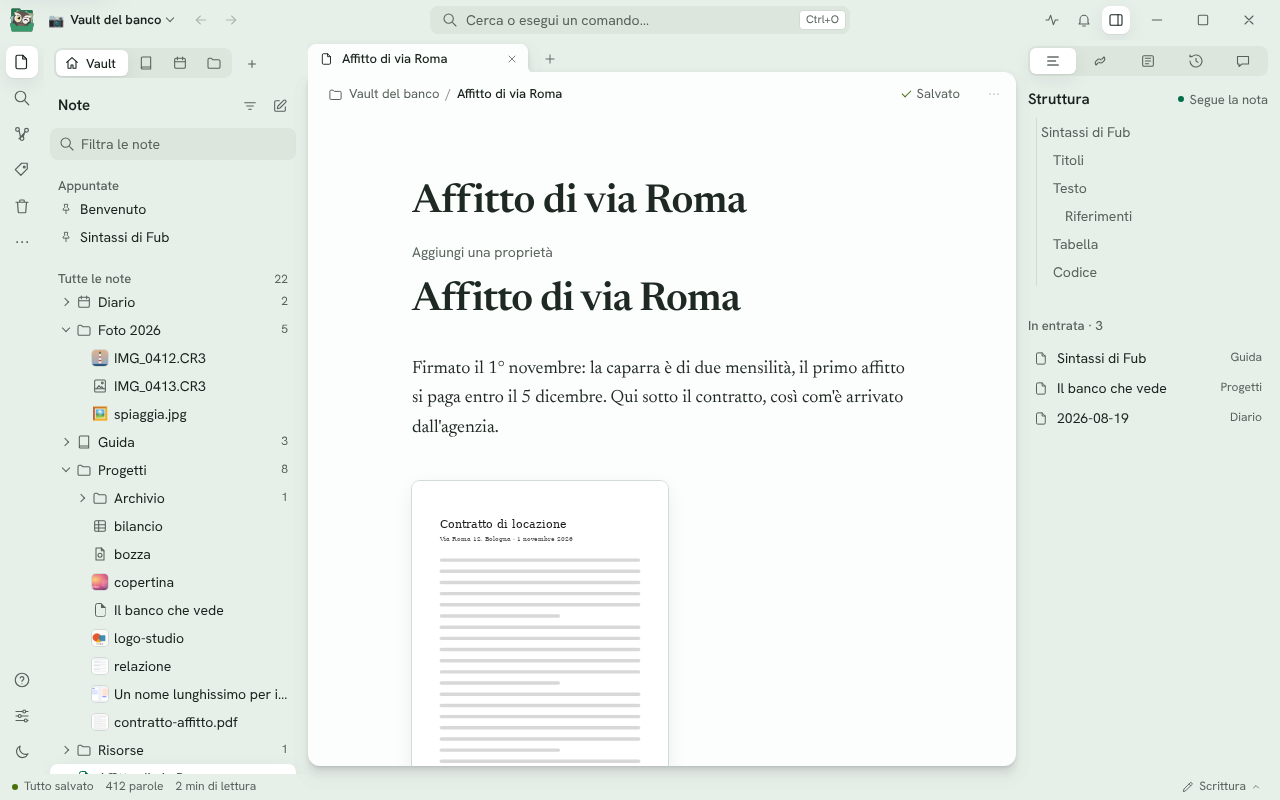 Vault del banco
Cerca o esegui un comando...
Ctrl+O
Vault
Note
Filtra le note
Appuntate
Benvenuto
Sintassi di Fub
Tutte le note 22
Diario 2
Foto 2026 5
IMG_0412.CR3
IMG_0413.CR3
spiaggia.jpg
Guida 3
Progetti 8
Archivio 1
bilancio
bozza
copertina
Il banco che vede
logo-studio
relazione
Un nome lunghissimo per i...
contratto-affitto.pdf
Risorse 1
Affitto di via Roma
Vault del banco / Affitto di via Roma
Salvato
Affitto di via Roma
Aggiungi una proprietà
Affitto di via Roma
Firmato il 1° novembre: la caparra è di due mensilità, il primo affitto
si paga entro il 5 dicembre. Qui sotto il contratto, così com'è arrivato
dall'agenzia.
Contratto di locazione
Via Roma 12, Bologna · 1 novembre 2026
Struttura
Segue la nota
Sintassi di Fub
Titoli
Testo
Riferimenti
Tabella
Codice
In entrata · 3
Sintassi di Fub Guida
Il banco che vede Progetti
2026-08-19 Diario
Tutto salvato 412 parole 2 min di lettura
Scrittura